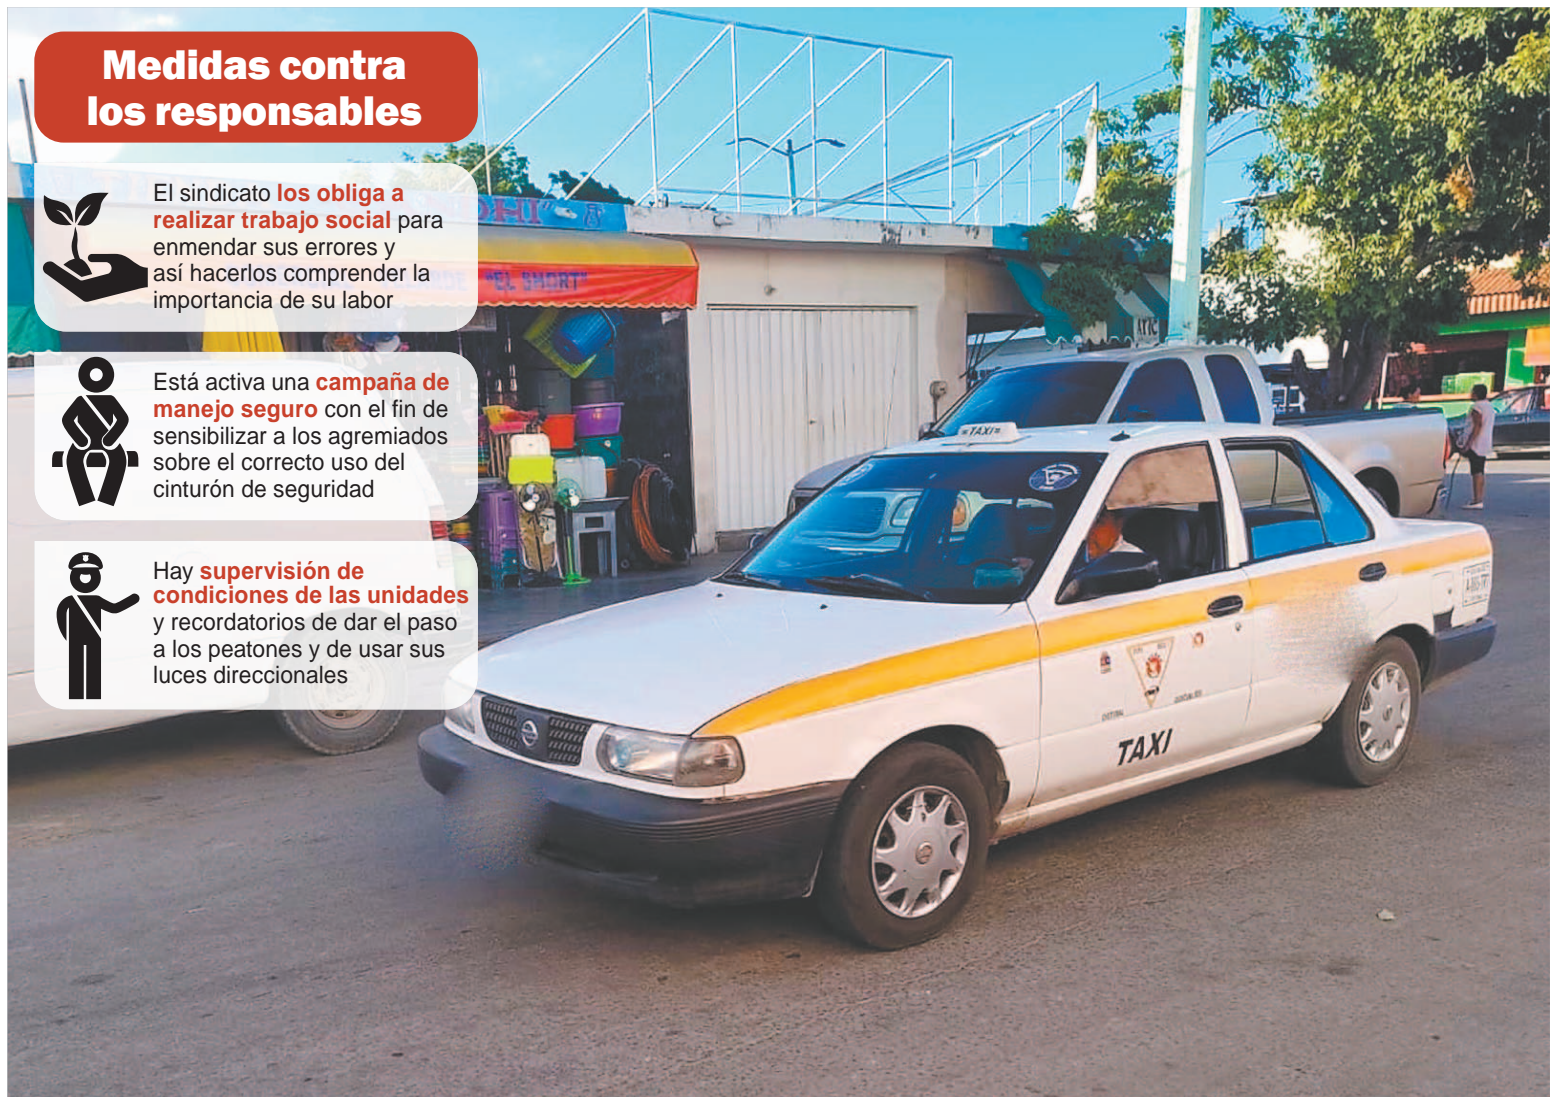 Medidas contra
los responsables
El sindicato los obliga a
realizar trabajo social para
enmendar sus errores y
así hacerlos comprender la
importancia de su labor
Está activa una campaña de
manejo seguro con el fin de
sensibilizar a los agremiados
sobre el correcto uso del
cinturón de seguridad
Hay supervisión de
condiciones de las unidades
y recordatorios de dar el paso
a los peatones y de usar sus
luces direccionales
"EL SHORT"
TAXI
TAXI